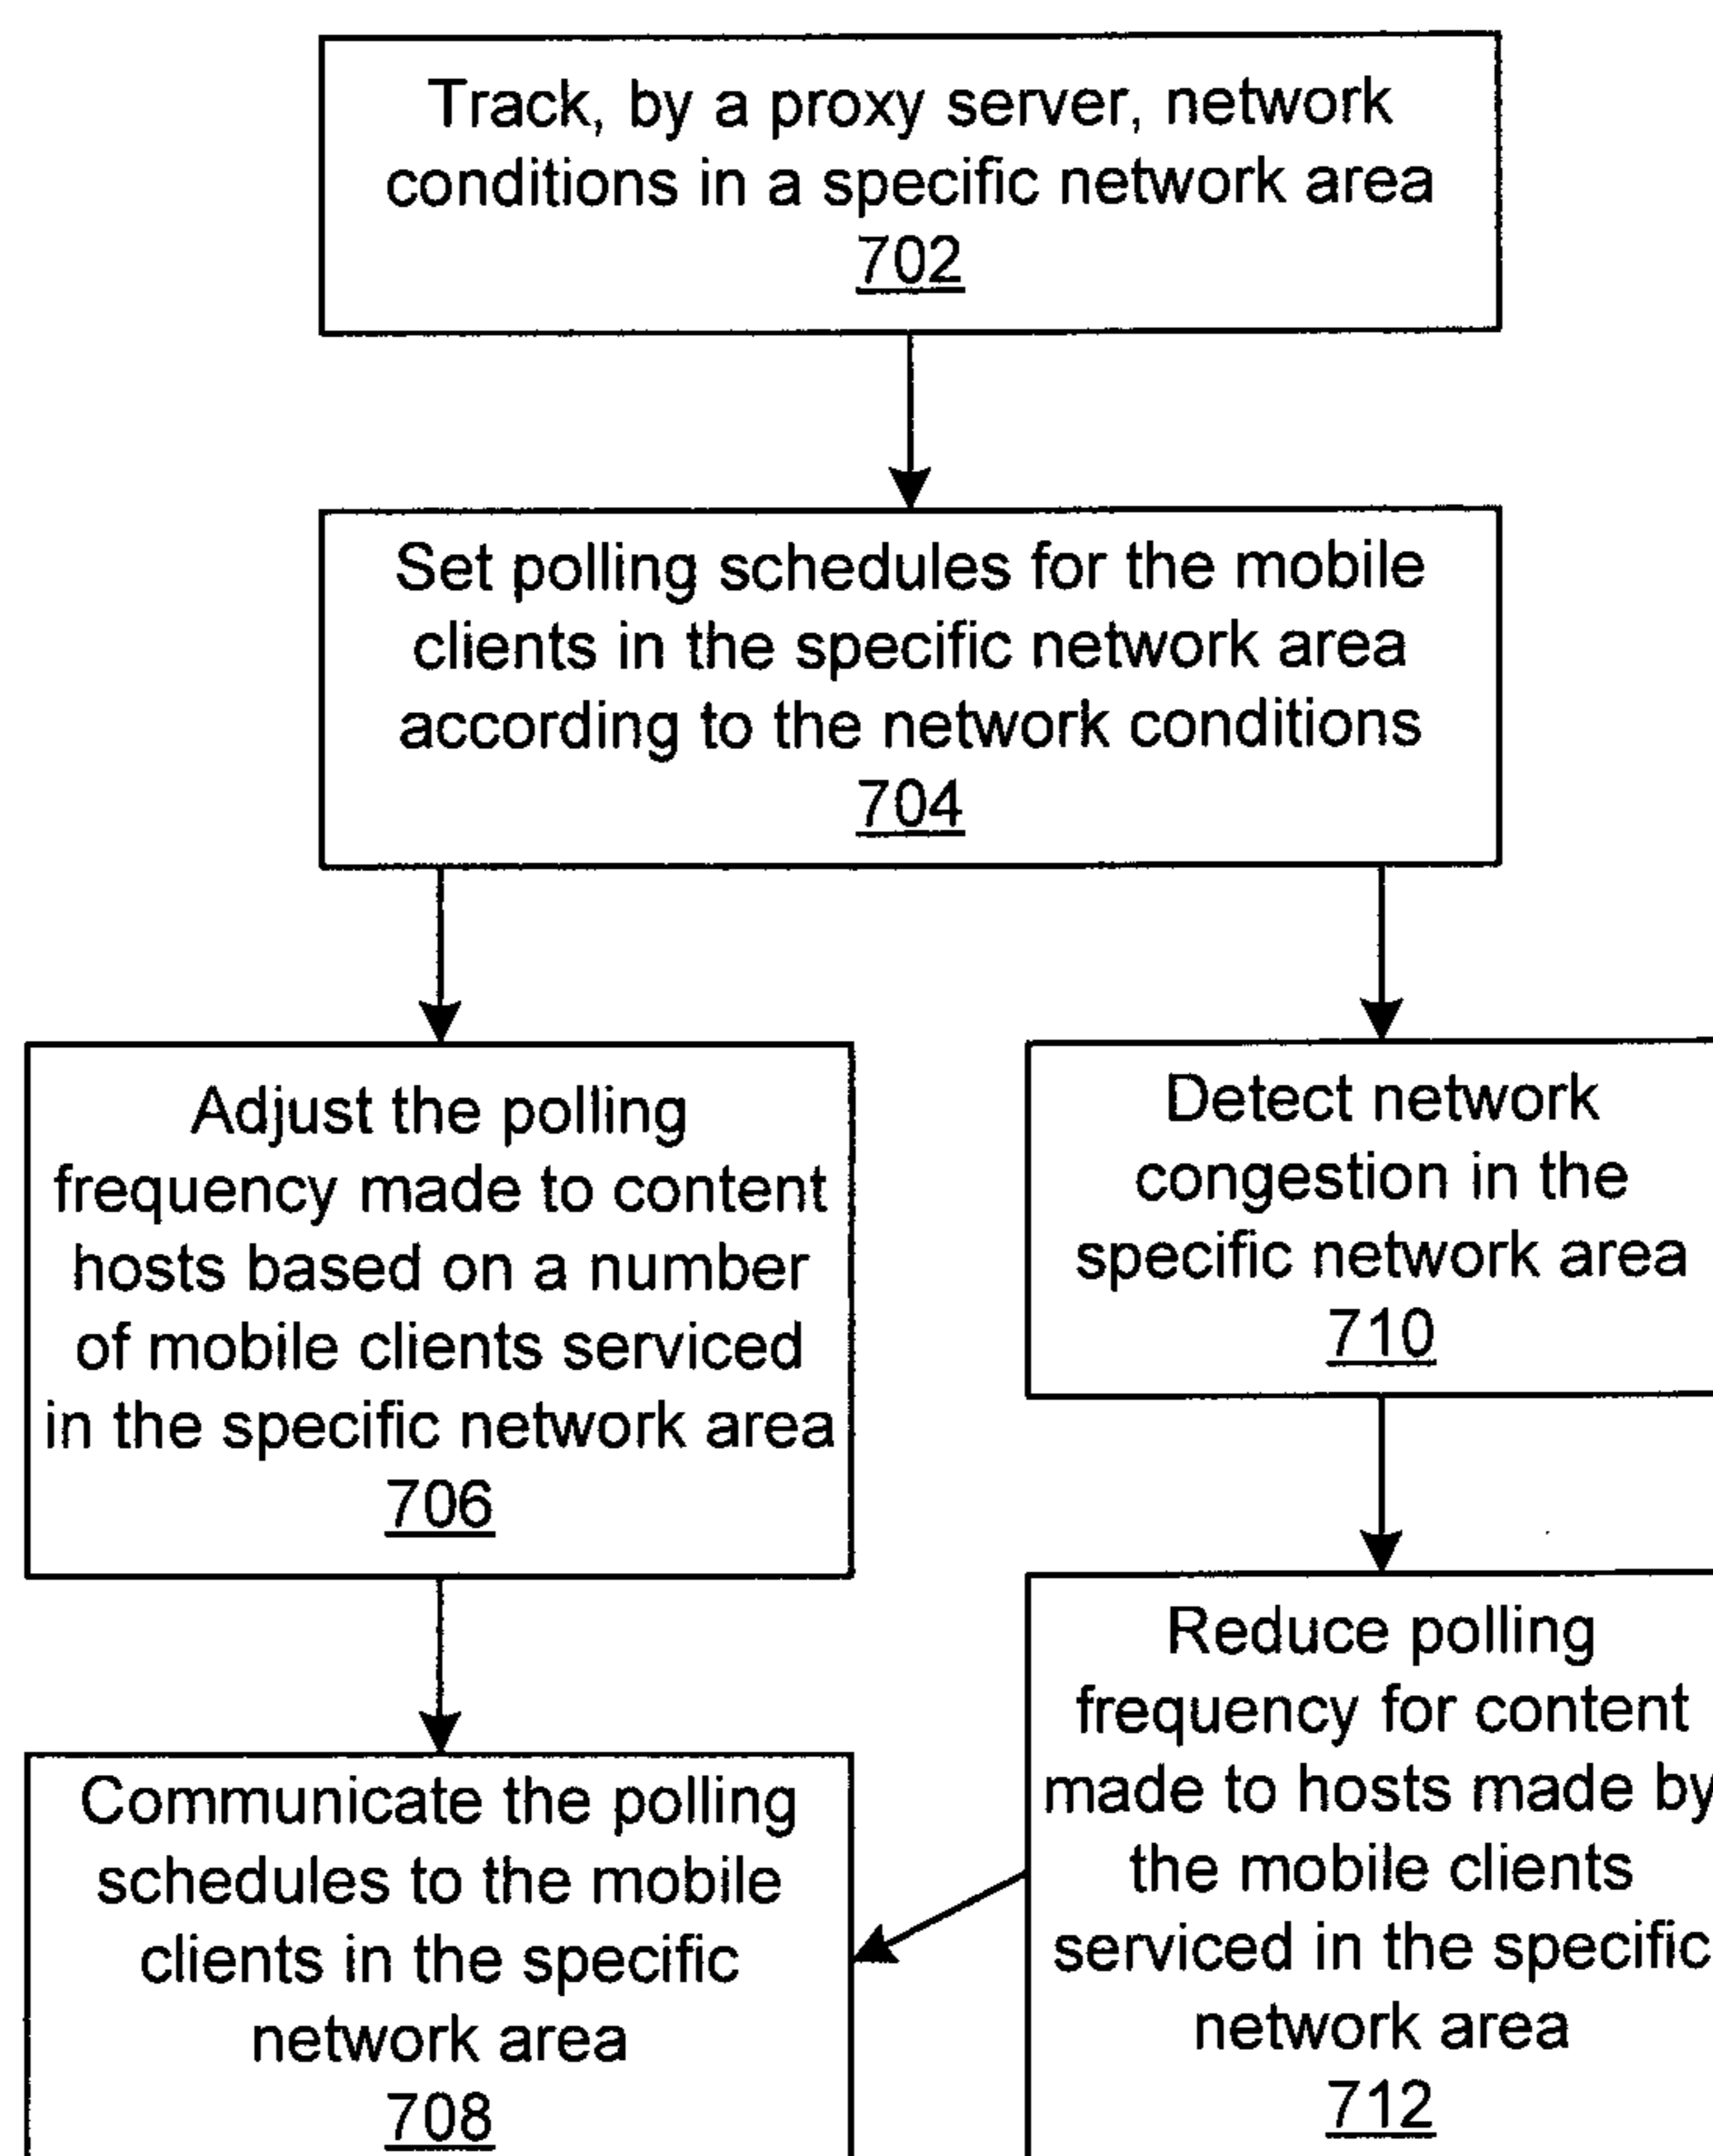 Track, by a proxy server, network
conditions in a specific network area
702
Set polling schedules for the mobile
clients in the specific network area
according to the network conditions
704
Adjust the polling
frequency made to content
hosts based on a number
of mobile clients serviced
in the specific network area
706
Communicate the polling
schedules to the mobile
clients in the specific
network area
708
Detect network
congestion in the
specific network area
710
Reduce polling
frequency for content
made to hosts made by
the mobile clients
serviced in the specific
network area
712